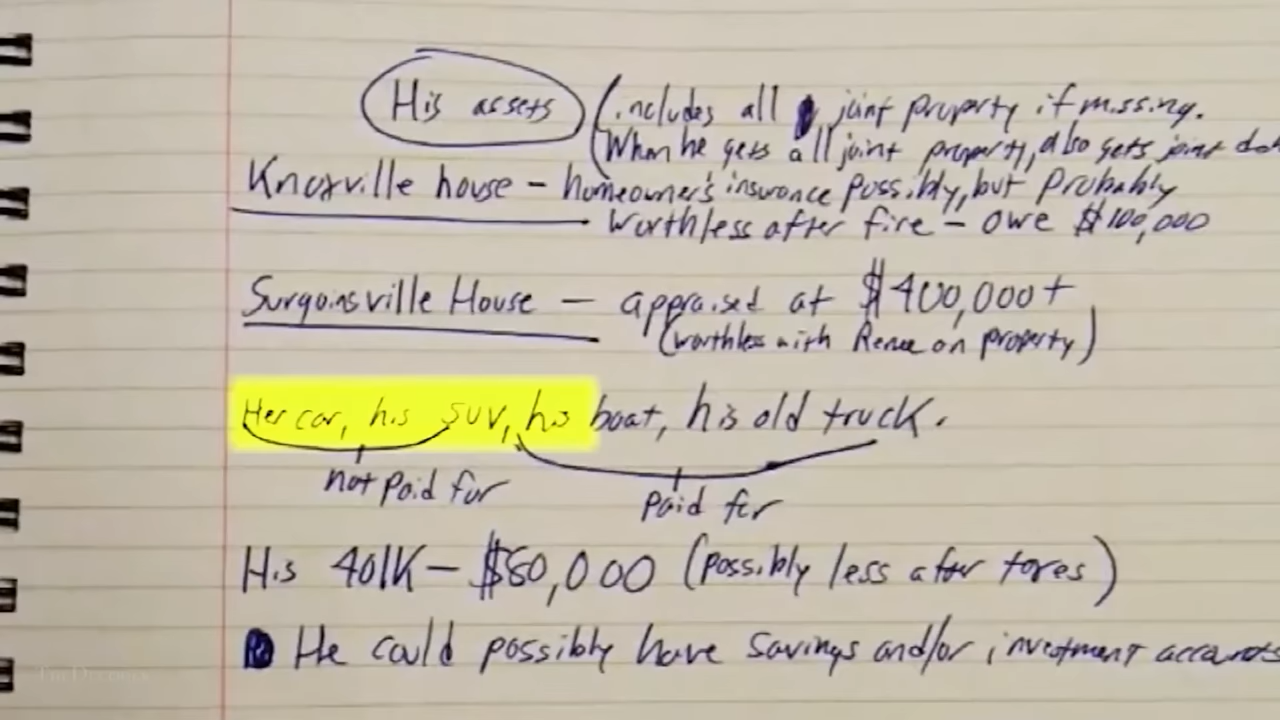 His assets (includes all joint property if missing.
When he gets all joint property, also gets joint
Knoxville house - homeowner's insurance possibly, but probably
worthless after fire - owe $100,000
Surgoinsville House - appraised at $400,000+
(worthless with Renee on property)
Her car, his SUV, his boat, his old truck.
not paid for
paid for
His 401K - $50,000 (possibly less after taxes)
He could possibly have savings and/or investment accounts